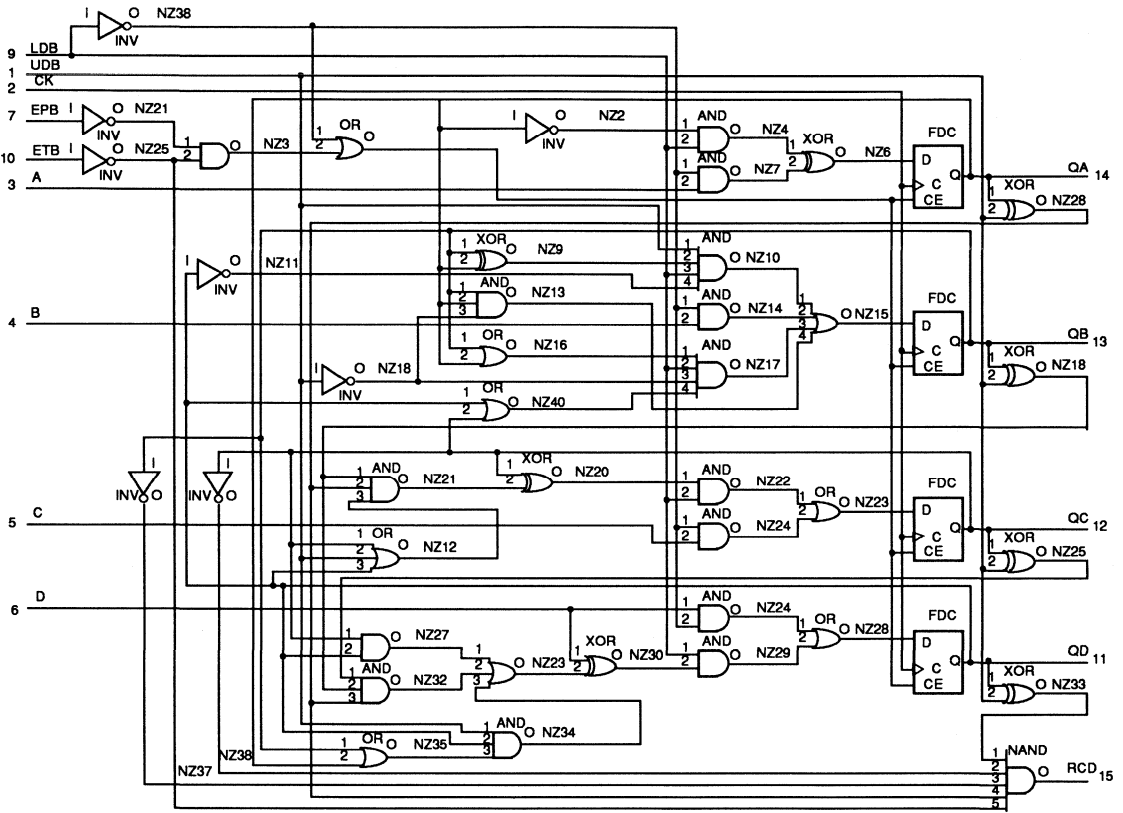 I O NZ38
INV
9 LDB
1 UDB
2 CK
7 EPB I O NZ21
INV
10 ETB I O NZ25
INV
1 2 O NZ3
1 2 OR O
3 A
I O NZ2
INV
AND 1 2 O NZ4
AND 1 2 O NZ7
XOR 1 2 O NZ6
FDC D C CE Q
QA 14
XOR 1 2 O NZ28
XOR 1 2 O NZ9
I O NZ11
INV
AND 1 2 3 4 O NZ10
AND 1 2 3 O NZ13
4 B
AND 1 2 O NZ14
1 2 3 4 O NZ15
FDC D C CE Q
QB 13
XOR 1 2 O NZ18
OR 1 2 O NZ16
AND 1 2 3 4 O NZ17
I O NZ18
INV
OR 1 2 O NZ40
I INV O
I INV O
AND 1 2 3 O NZ21
XOR 1 2 O NZ20
AND 1 2 O NZ22
5 C
AND 1 2 O NZ24
OR 1 2 O NZ23
FDC D C CE Q
QC 12
XOR 1 2 O NZ25
OR 1 2 3 O NZ12
6 D
AND 1 2 O NZ24
OR 1 2 O NZ28
FDC D C CE Q
QD 11
XOR 1 2 O NZ33
1 2 O NZ27
AND 1 2 3 O NZ32
1 2 3 O NZ23
XOR 1 2 O NZ30
AND 1 2 O NZ29
AND 1 2 3 O NZ34
OR 1 2 O NZ35
NZ38
NZ37
NAND 1 2 3 4 5 O
RCD 15